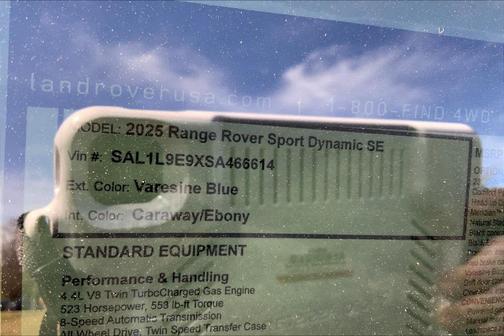 landroverusa.com 1-800-FIND 4WD
MODEL: 2025 Range Rover Sport Dynamic SE
Vin #: SAL1L9E9XSA466614
Ext. Color: Varesine Blue
Int. Color: Caraway/Ebony
STANDARD EQUIPMENT
Performance & Handling
4.4L V8 Twin TurboCharged Gas Engine
523 Horsepower, 553 lb-ft Torque
8-Speed Automatic Transmission
All Wheel Drive, Twin Speed Transfer Case
MSRP